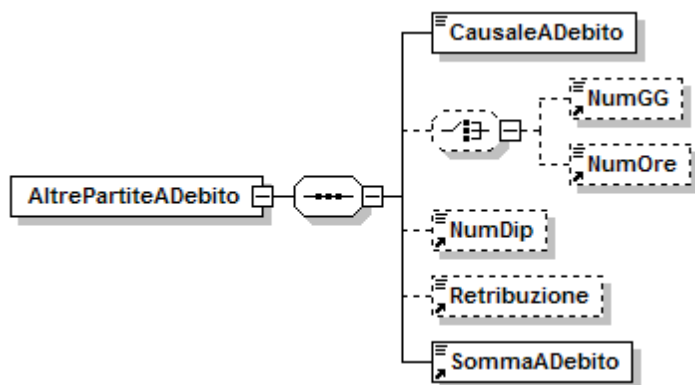 CausaleADebito
NumGG
NumOre
AltrePartiteADebito
NumDip
Retribuzione
SommaADebito